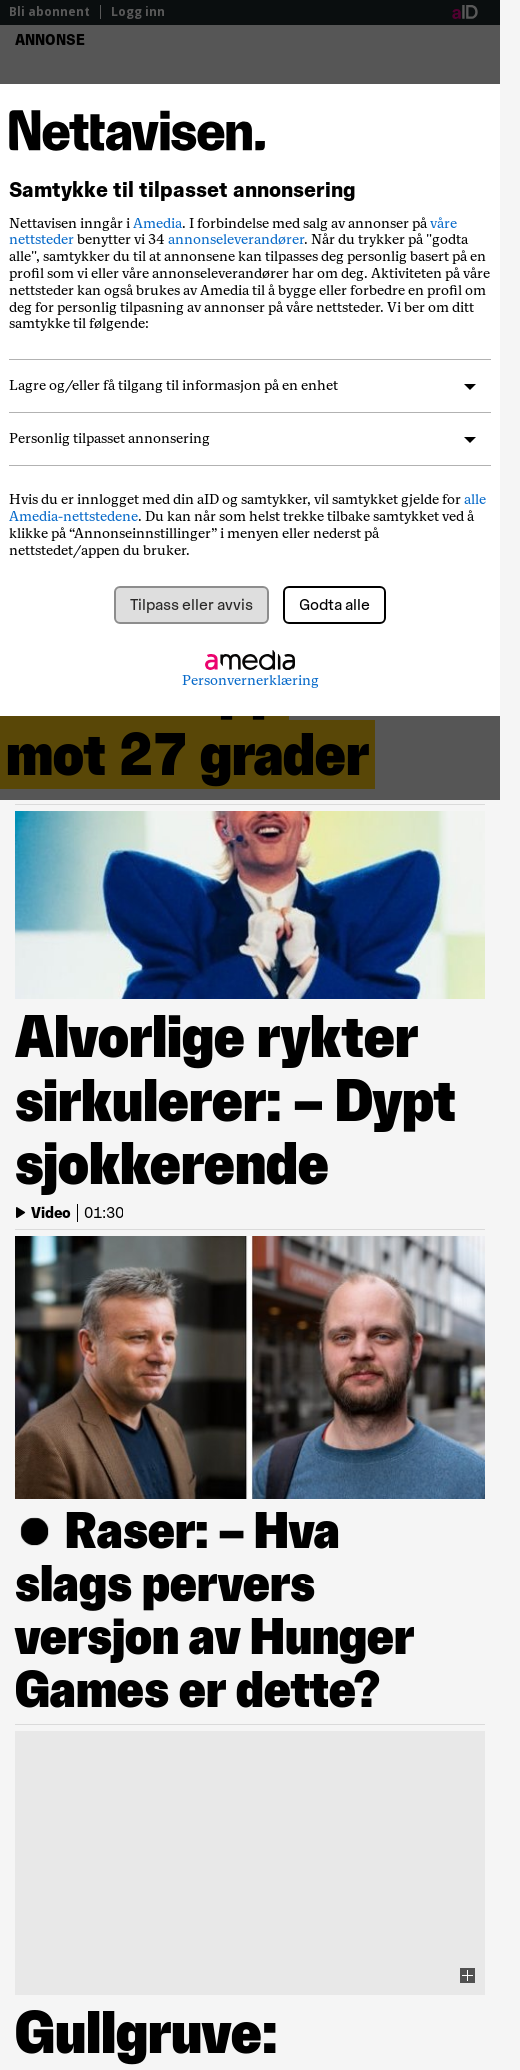 Bli abonnent | Logg inn aID
ANNONSE
Nettavisen.
Samtykke til tilpasset annonsering
Nettavisen inngår i Amedia. I forbindelse med salg av annonser på våre
nettsteder benytter vi 34 annonseleverandører. Når du trykker på "godta
alle", samtykker du til at annonsene kan tilpasses deg personlig basert på en
profil som vi eller våre annonseleverandører har om deg. Aktiviteten på våre
nettsteder kan også brukes av Amedia til å bygge eller forbedre en profil om
deg for personlig tilpasning av annonser på våre nettsteder. Vi ber om ditt
samtykke til følgende:
Lagre og/eller få tilgang til informasjon på en enhet
Personlig tilpasset annonsering
Hvis du er innlogget med din aID og samtykker, vil samtykket gjelde for alle
Amedia-nettstedene. Du kan når som helst trekke tilbake samtykket ved å
klikke på “Annonseinnstillinger” i menyen eller nederst på
nettstedet/appen du bruker.
Tilpass eller avvis Godta alle
amedia
Personvernerklæring
mot 27 grader
Alvorlige rykter
sirkulerer: – Dypt
sjokkerende
Video | 01:30
Raser: – Hva
slags pervers
versjon av Hunger
Games er dette?
Gullgruve: